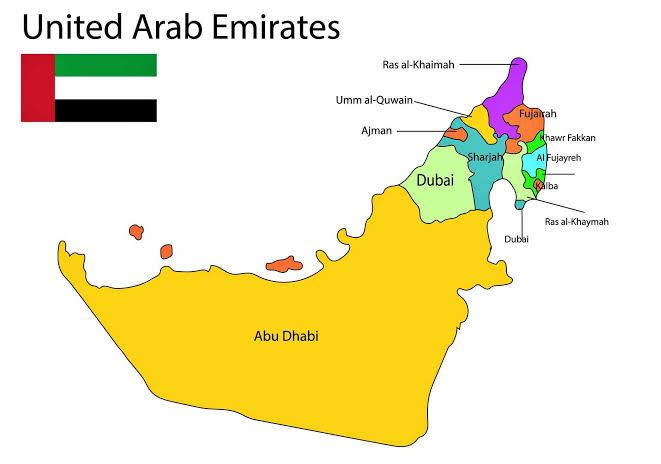 United Arab Emirates
Ras al-Khaimah
Umm al-Quwain
Fujairah
Ajman
Khawr Fakkan
Sharjah
Al Fujayreh
Dubai
Kalba
Ras al-Khaymah
Dubai
Abu Dhabi